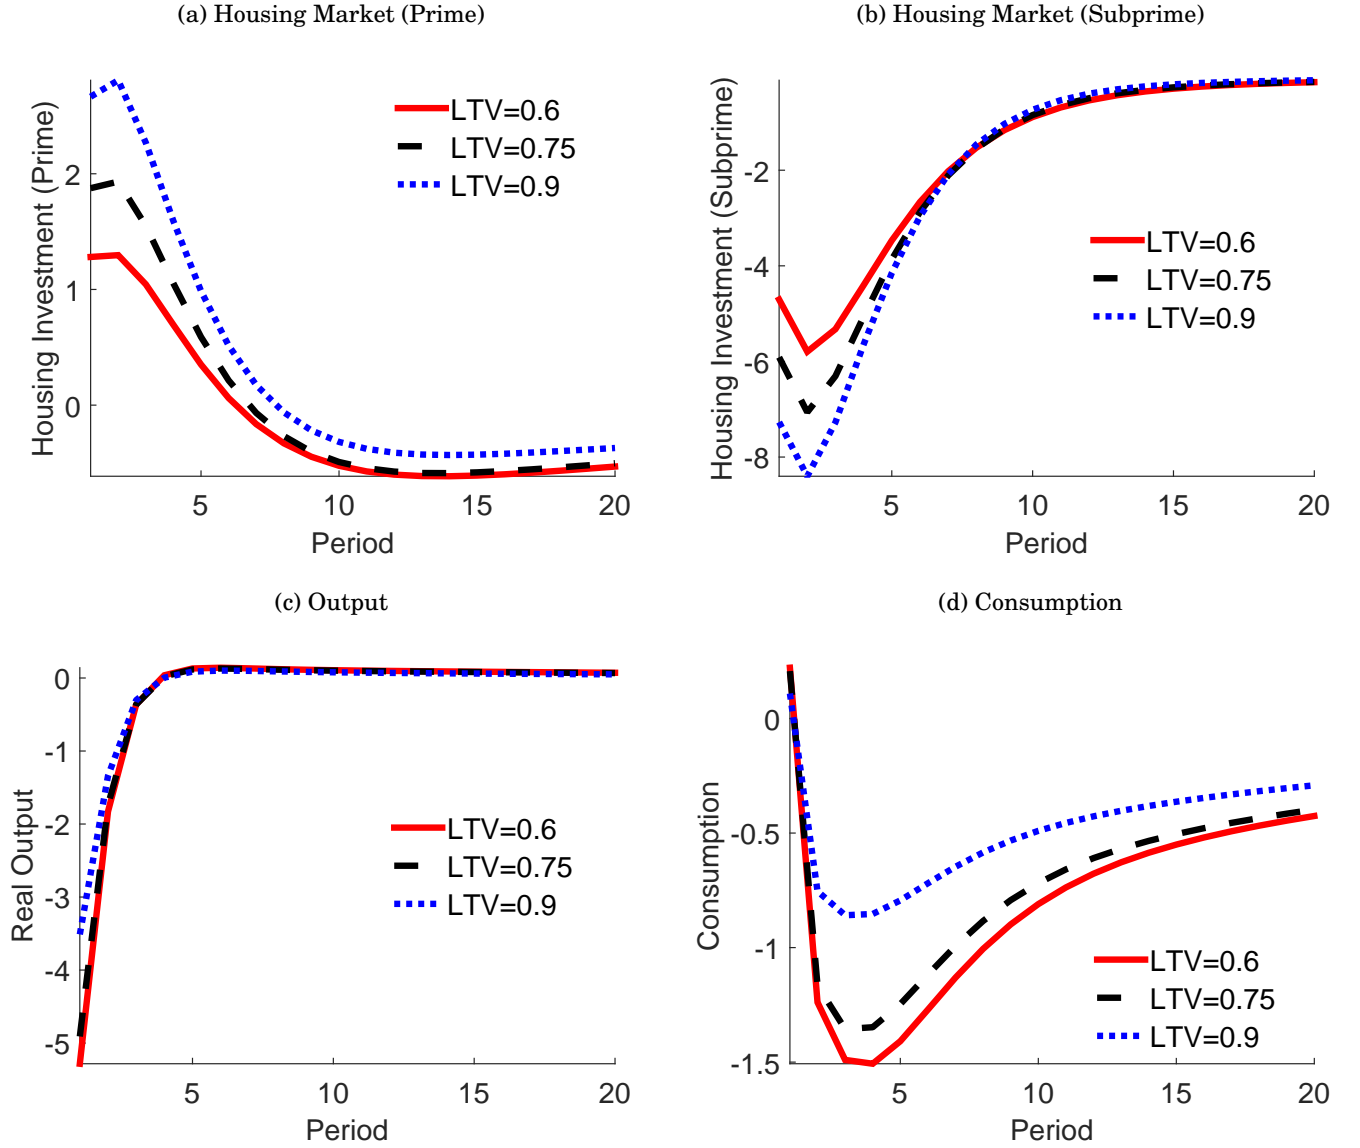 (a) Housing Market (Prime)
Housing Investment (Prime)
2
1
0
5
10
15
20
Period
LTV=0.6
LTV=0.75
LTV=0.9
(b) Housing Market (Subprime)
Housing Investment (Subprime)
-2
-4
-6
-8
5
10
15
20
Period
LTV=0.6
LTV=0.75
LTV=0.9
(c) Output
Real Output
0
-1
-2
-3
-4
-5
5
10
15
20
Period
LTV=0.6
LTV=0.75
LTV=0.9
(d) Consumption
Consumption
0
-0.5
-1
-1.5
5
10
15
20
Period
LTV=0.6
LTV=0.75
LTV=0.9